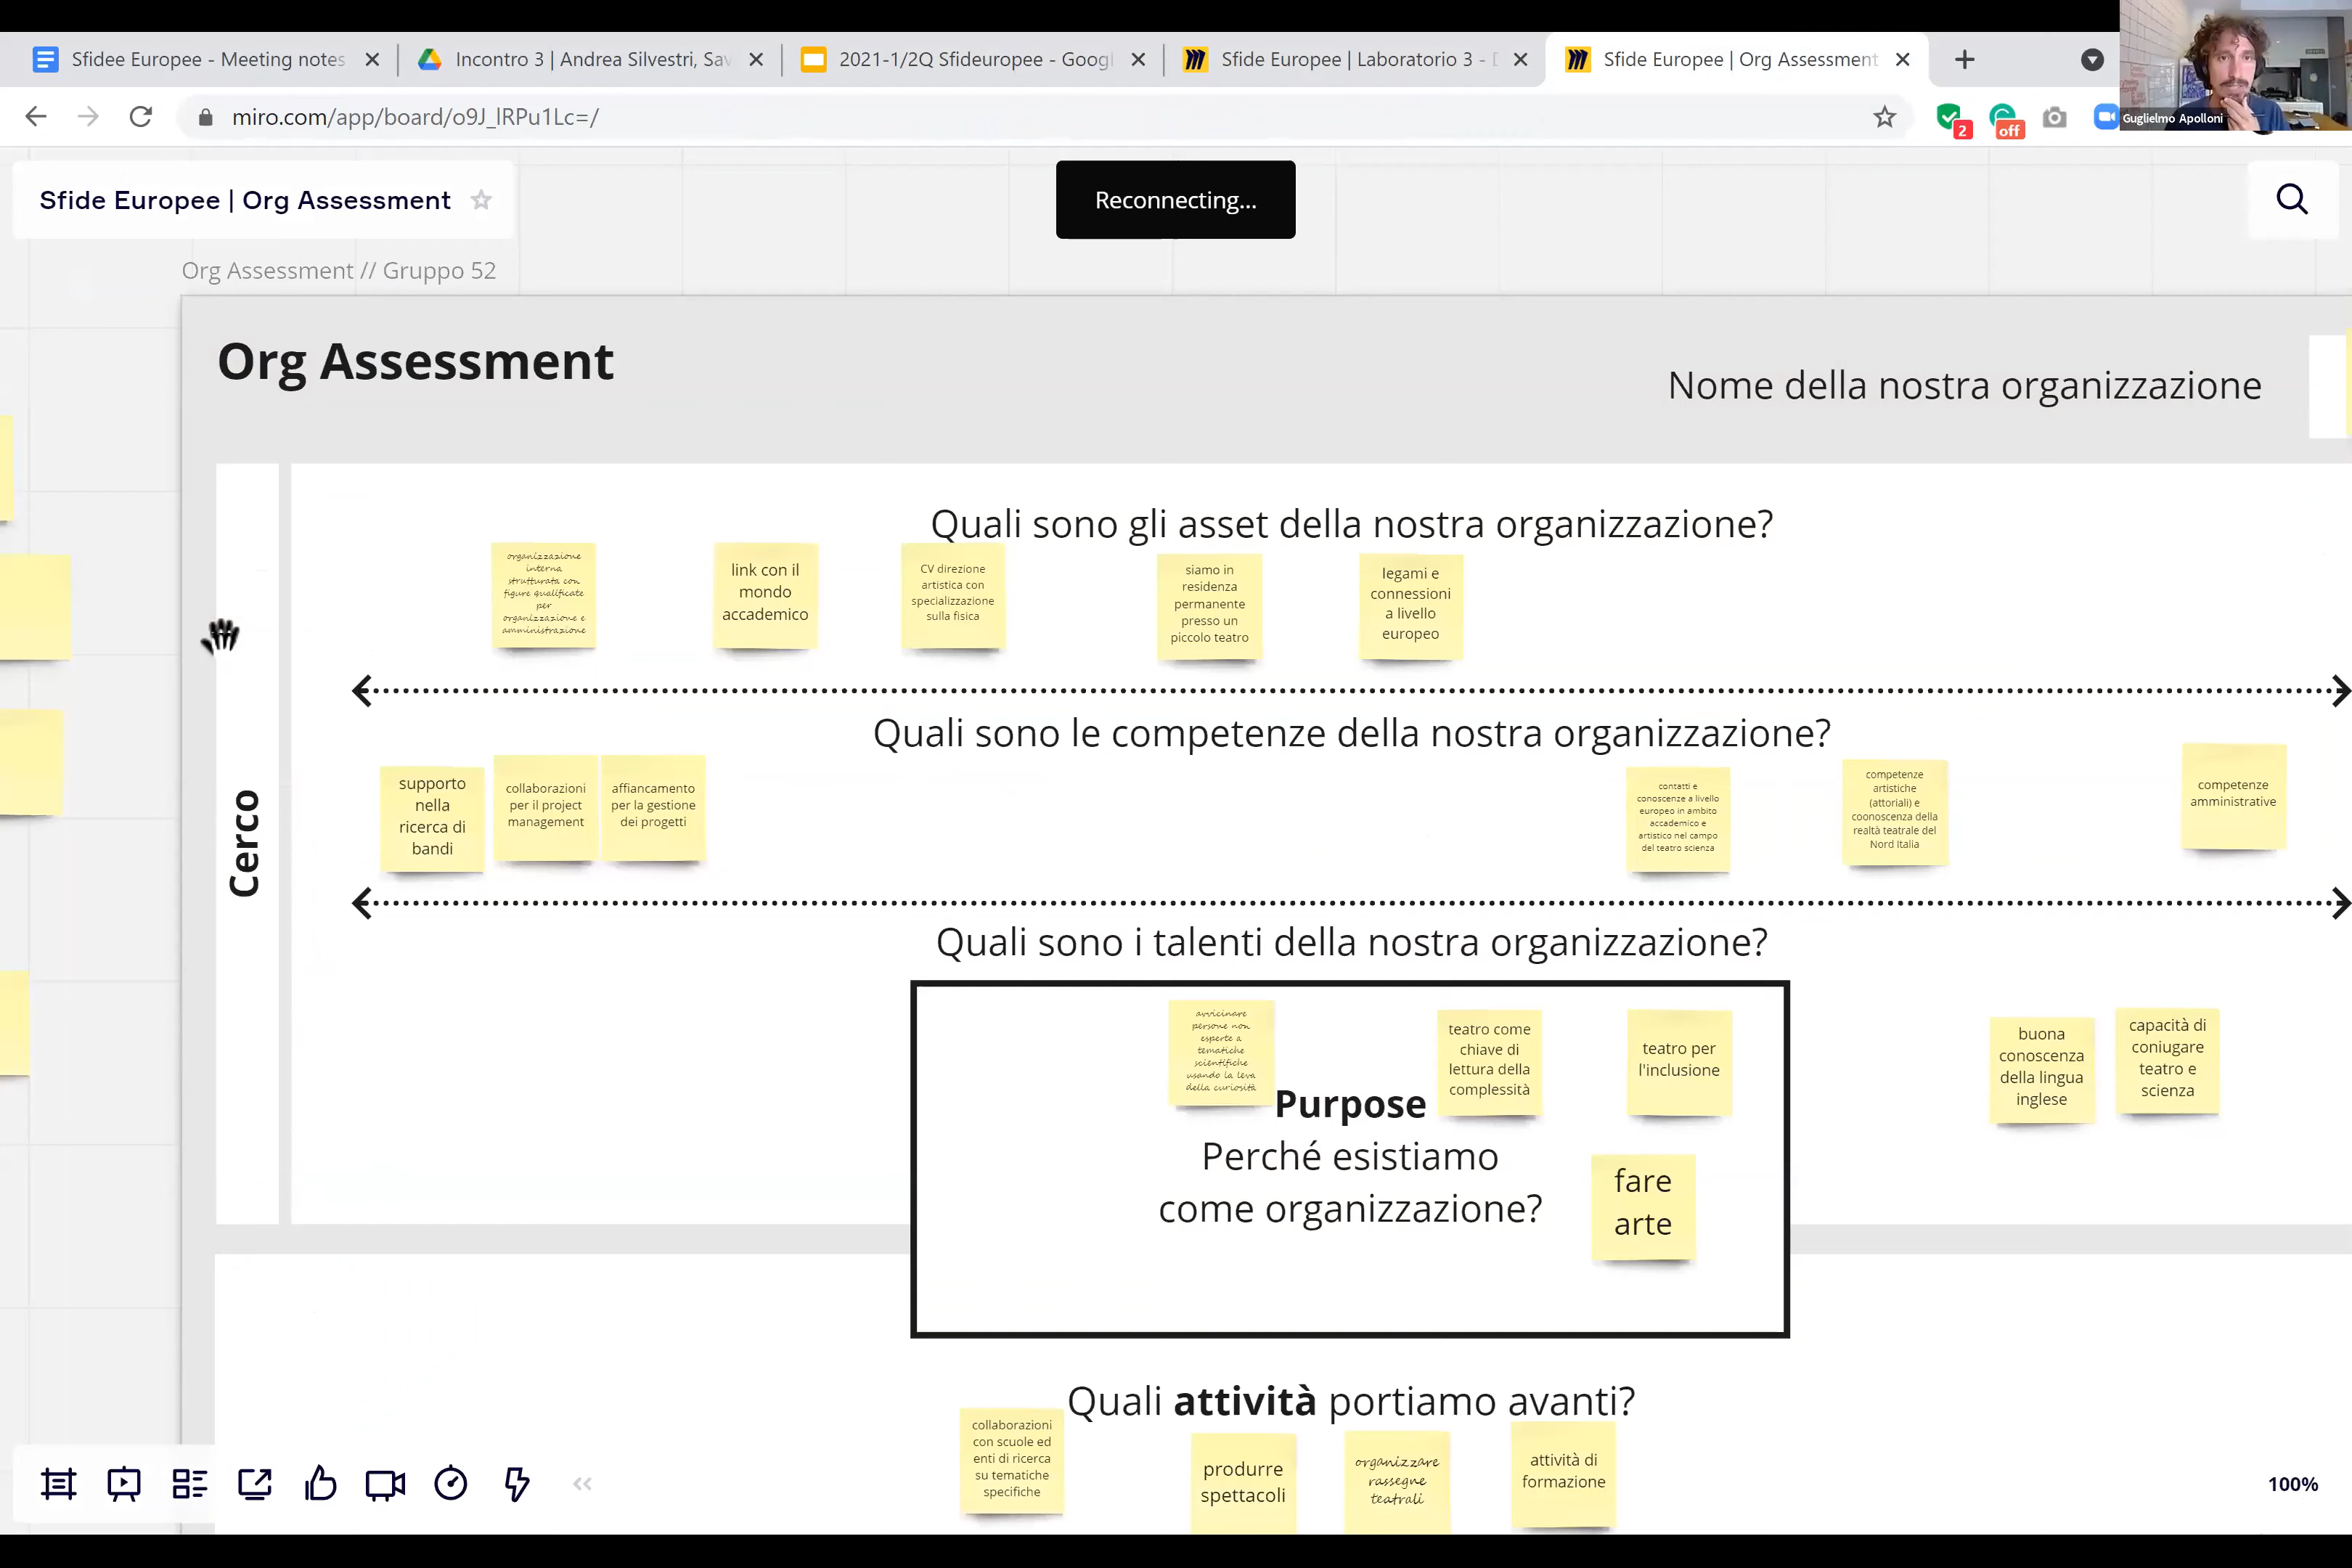 Sfidee Europee - Meeting notes
Incontro 3 | Andrea Silvestri, Sav
2021-1/2Q Sfideuropee - Googl
Sfide Europee | Laboratorio 3 -
Sfide Europee | Org Assessment
miro.com/app/board/o9J_lRPu1Lc=/
2
off
Guglielmo Apolloni
Sfide Europee | Org Assessment
Reconnecting...
Org Assessment // Gruppo 52
Org Assessment
Nome della nostra organizzazione
Cerco
Quali sono gli asset della nostra organizzazione?
organizzazione
interna
strutturata con
figure qualificate
per
organizzazione e
amministrazione
link con il
mondo
accademico
CV direzione
artistica con
specializzazione
sulla fisica
siamo in
residenza
permanente
presso un
piccolo teatro
legami e
connessioni
a livello
europeo
Quali sono le competenze della nostra organizzazione?
supporto
nella
ricerca di
bandi
collaborazioni
per il project
management
affiancamento
per la gestione
dei progetti
contatti e
conoscenze a livello
europeo in ambito
accademico e
artistico nel campo
del teatro scienza
competenze
artistiche
(attoriali) e
coonoscenza della
realtà teatrale del
Nord Italia
competenze
amministrative
Quali sono i talenti della nostra organizzazione?
avvicinare
persone non
esperte a
tematiche
scientifiche
usando la leva
della curiosità
teatro come
chiave di
lettura della
complessità
teatro per
l'inclusione
buona
conoscenza
della lingua
inglese
capacità di
coniugare
teatro e
scienza
Purpose
Perché esistiamo
come organizzazione?
fare
arte
Quali attività portiamo avanti?
collaborazioni
con scuole ed
enti di ricerca
su tematiche
specifiche
produrre
spettacoli
organizzare
rassegne
teatrali
attività di
formazione
100%